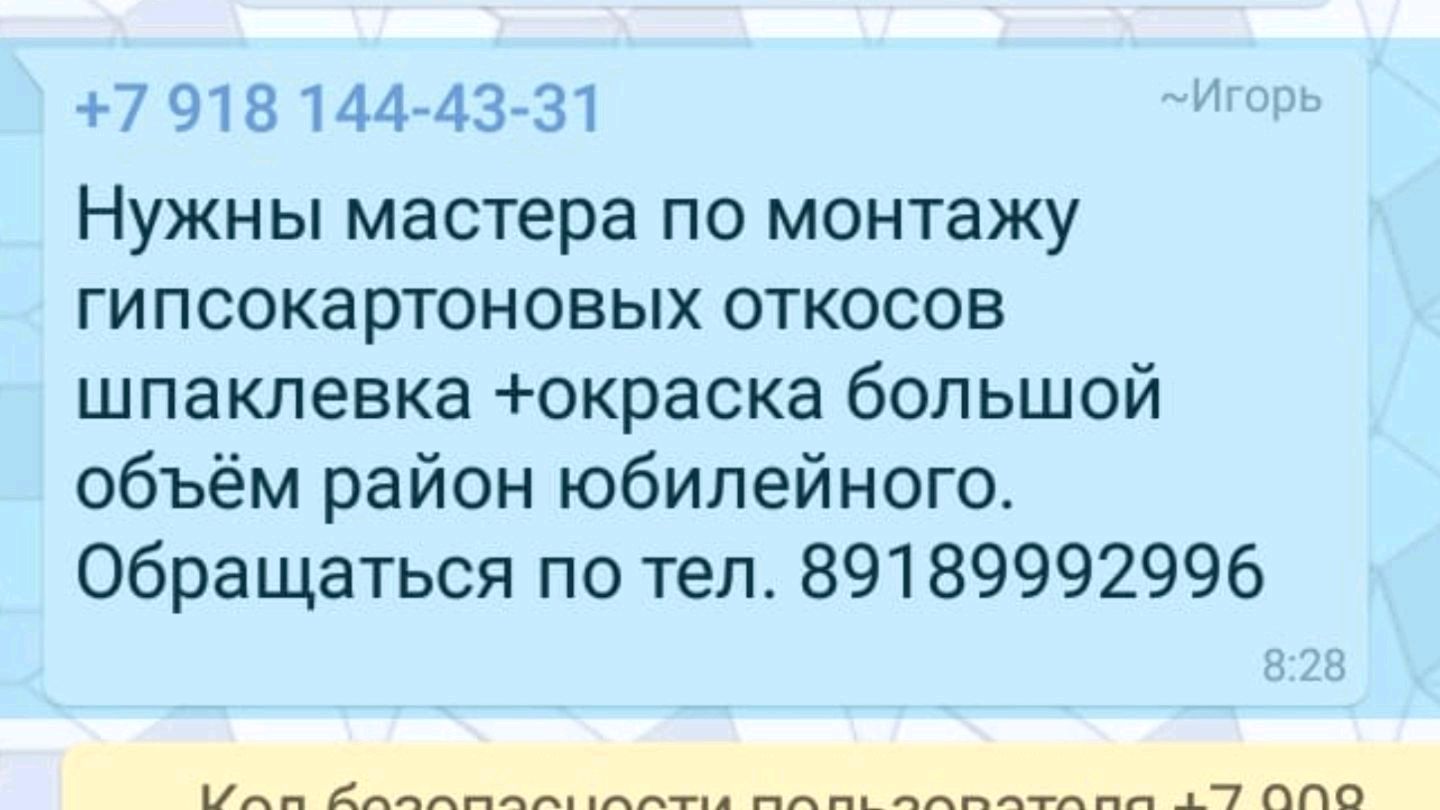 +7 918 144-43-31 ~Игорь
Нужны мастера по монтажу
гипсокартоновых откосов
шпаклевка +окраска большой
объём район юбилейного.
Обращаться по тел. 89189992996
8:28
Код безопасности пользователя +7 908